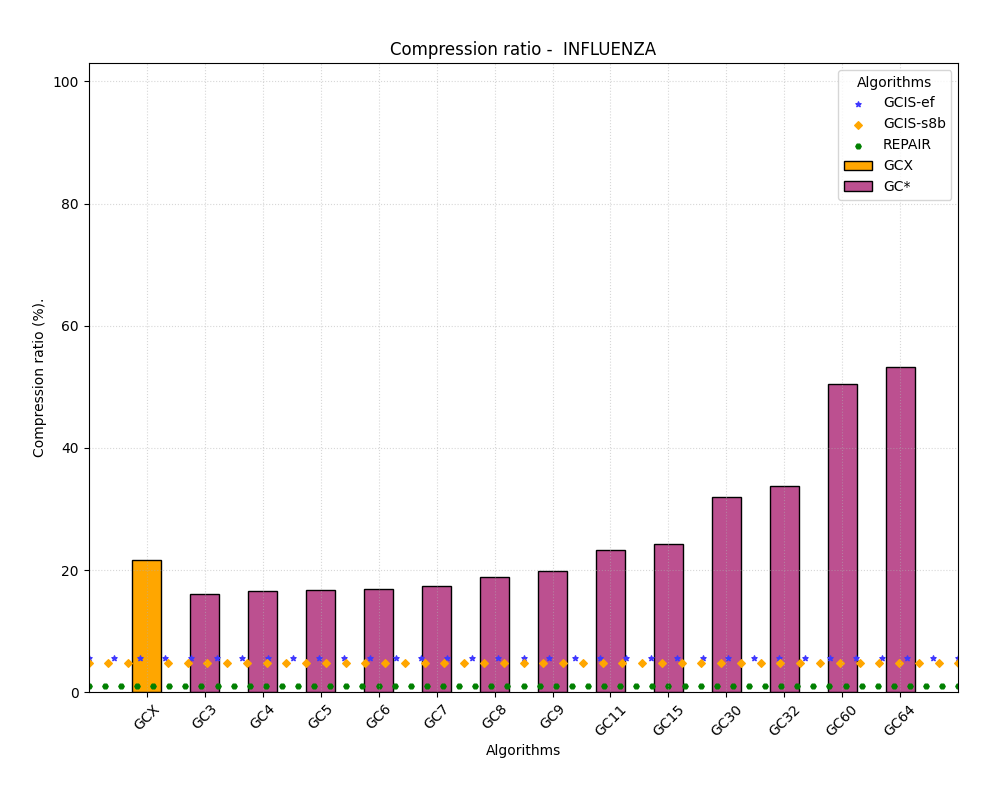 Compression ratio -  INFLUENZA
Algorithms
GCIS-ef
GCIS-s8b
REPAIR
GCX
GC*
Compression ratio (%).
100
80
60
40
20
0
GCX GC3 GC4 GC5 GC6 GC7 GC8 GC9 GC11 GC15 GC30 GC32 GC60 GC64
Algorithms